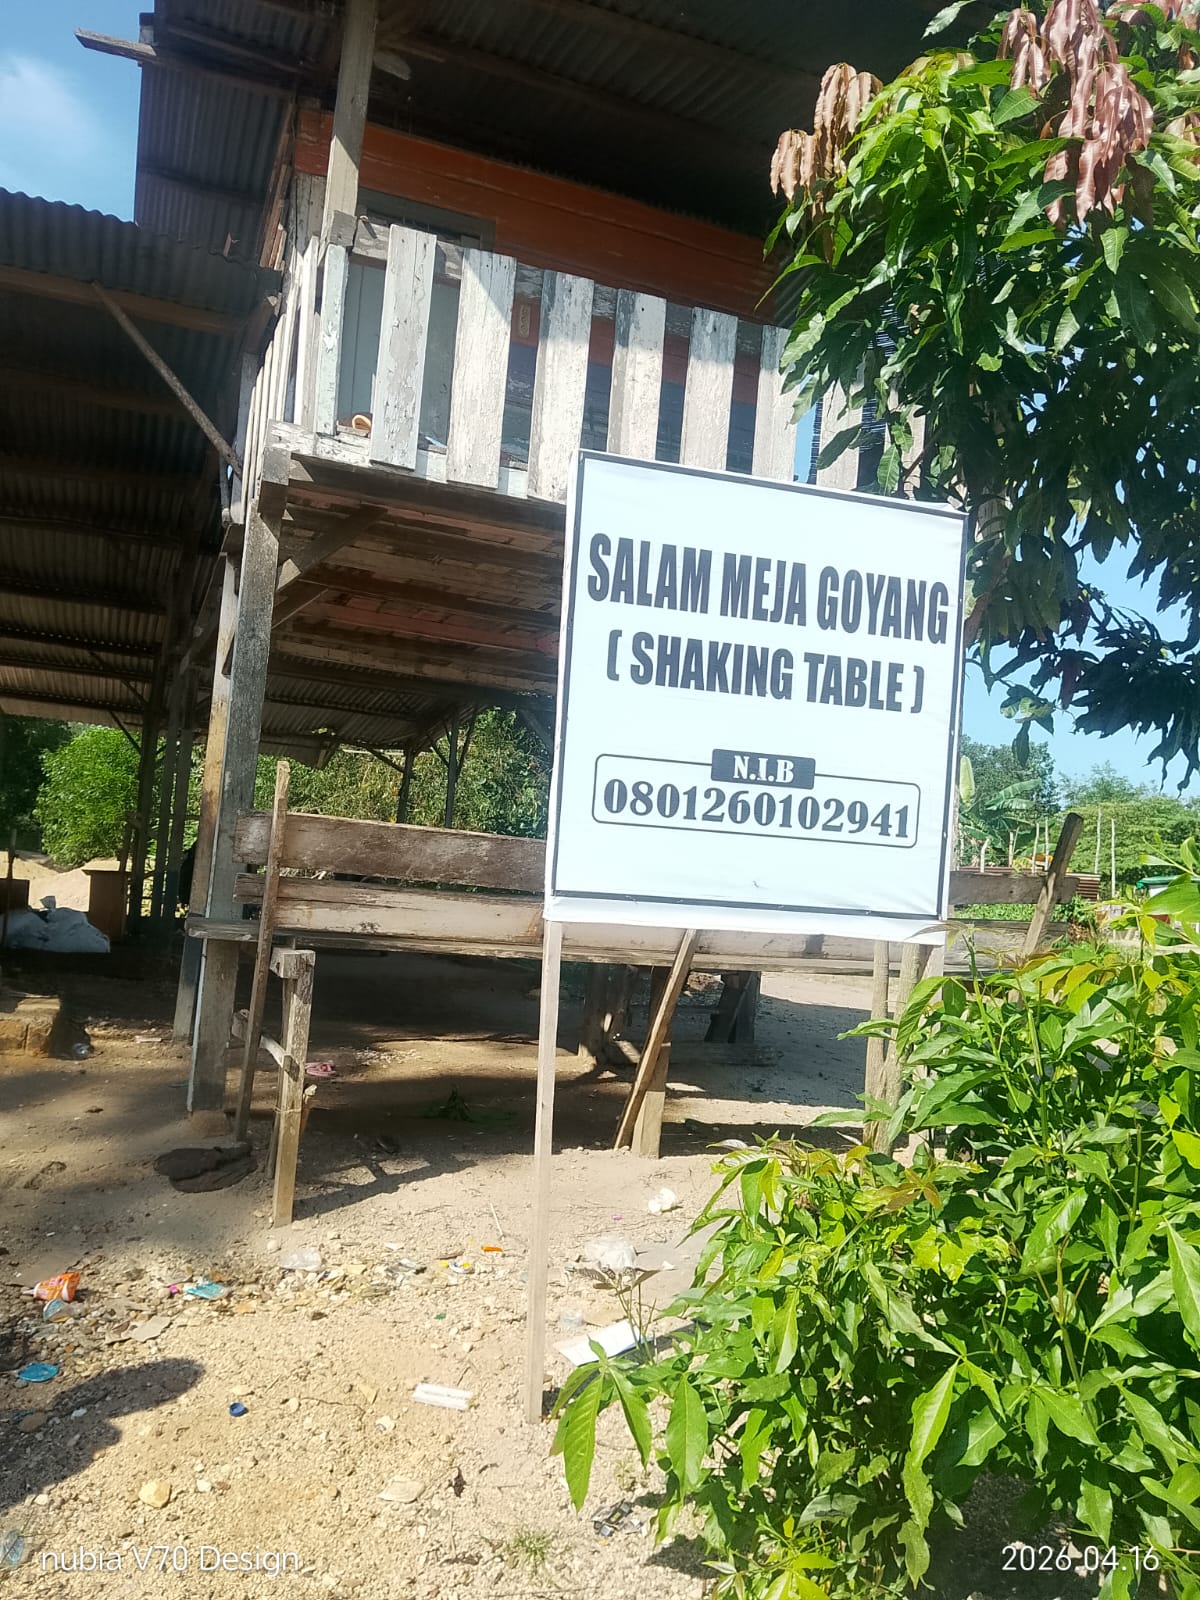 SALAM MEJA GOYANG
( SHAKING TABLE )
N.I.B
0801260102941
nubia V70 Design
2026.04.16